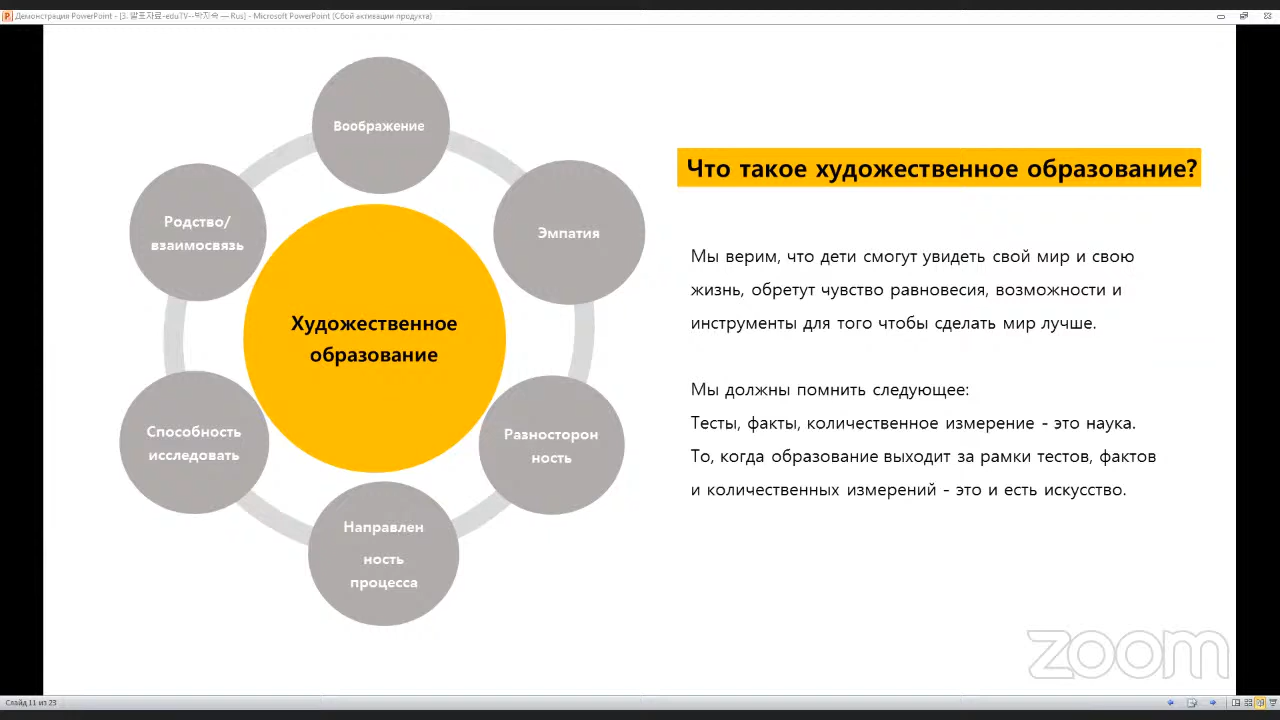 Демонстрация PowerPoint - [3. 발표자료-eduTV--박지숙 — Rus] - Microsoft PowerPoint (Сбой активации продукта)
Воображение
Что такое художественное образование?
Родство/
взаимосвязь
Эмпатия
Мы верим, что дети смогут увидеть свой мир и свою
жизнь, обретут чувство равновесия, возможности и
инструменты для того чтобы сделать мир лучше.
Художественное
образование
Мы должны помнить следующее:
Тесты, факты, количественное измерение - это наука.
То, когда образование выходит за рамки тестов, фактов
и количественных измерений - это и есть искусство.
Способность
исследовать
Разносторон
ность
Направлен
ность
процесса
zoom
Слайд 11 из 23